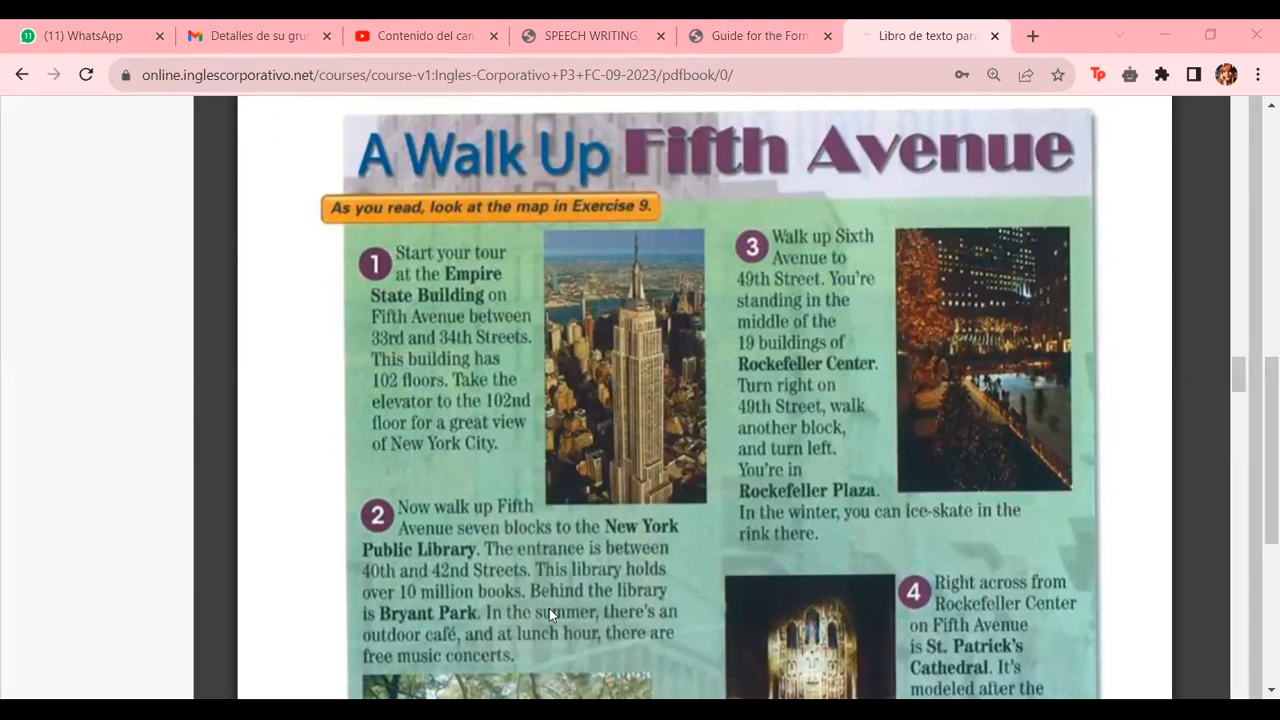 (11) WhatsApp
Detalles de su gru
Contenido del car
SPEECH WRITING,
Guide for the Forn
Libro de texto para
online.inglescorporativo.net/courses/course-v1:Ingles-Corporativo+P3+FC-09-2023/pdfbook/0/
A Walk Up Fifth Avenue
As you read, look at the map in Exercise 9.
1 Start your tour
at the Empire
State Building on
Fifth Avenue between
33rd and 34th Streets.
This building has
102 floors. Take the
elevator to the 102nd
floor for a great view
of New York City.
2 Now walk up Fifth
Avenue seven blocks to the New York
Public Library. The entrance is between
40th and 42nd Streets. This library holds
over 10 million books. Behind the library
is Bryant Park. In the summer, there's an
outdoor café, and at lunch hour, there are
free music concerts.
3 Walk up Sixth
Avenue to
49th Street. You're
standing in the
middle of the
19 buildings of
Rockefeller Center.
Turn right on
49th Street, walk
another block,
and turn left.
You're in
Rockefeller Plaza.
In the winter, you can ice-skate in the
rink there.
4 Right across from
Rockefeller Center
on Fifth Avenue
is St. Patrick's
Cathedral. It's
modeled after the